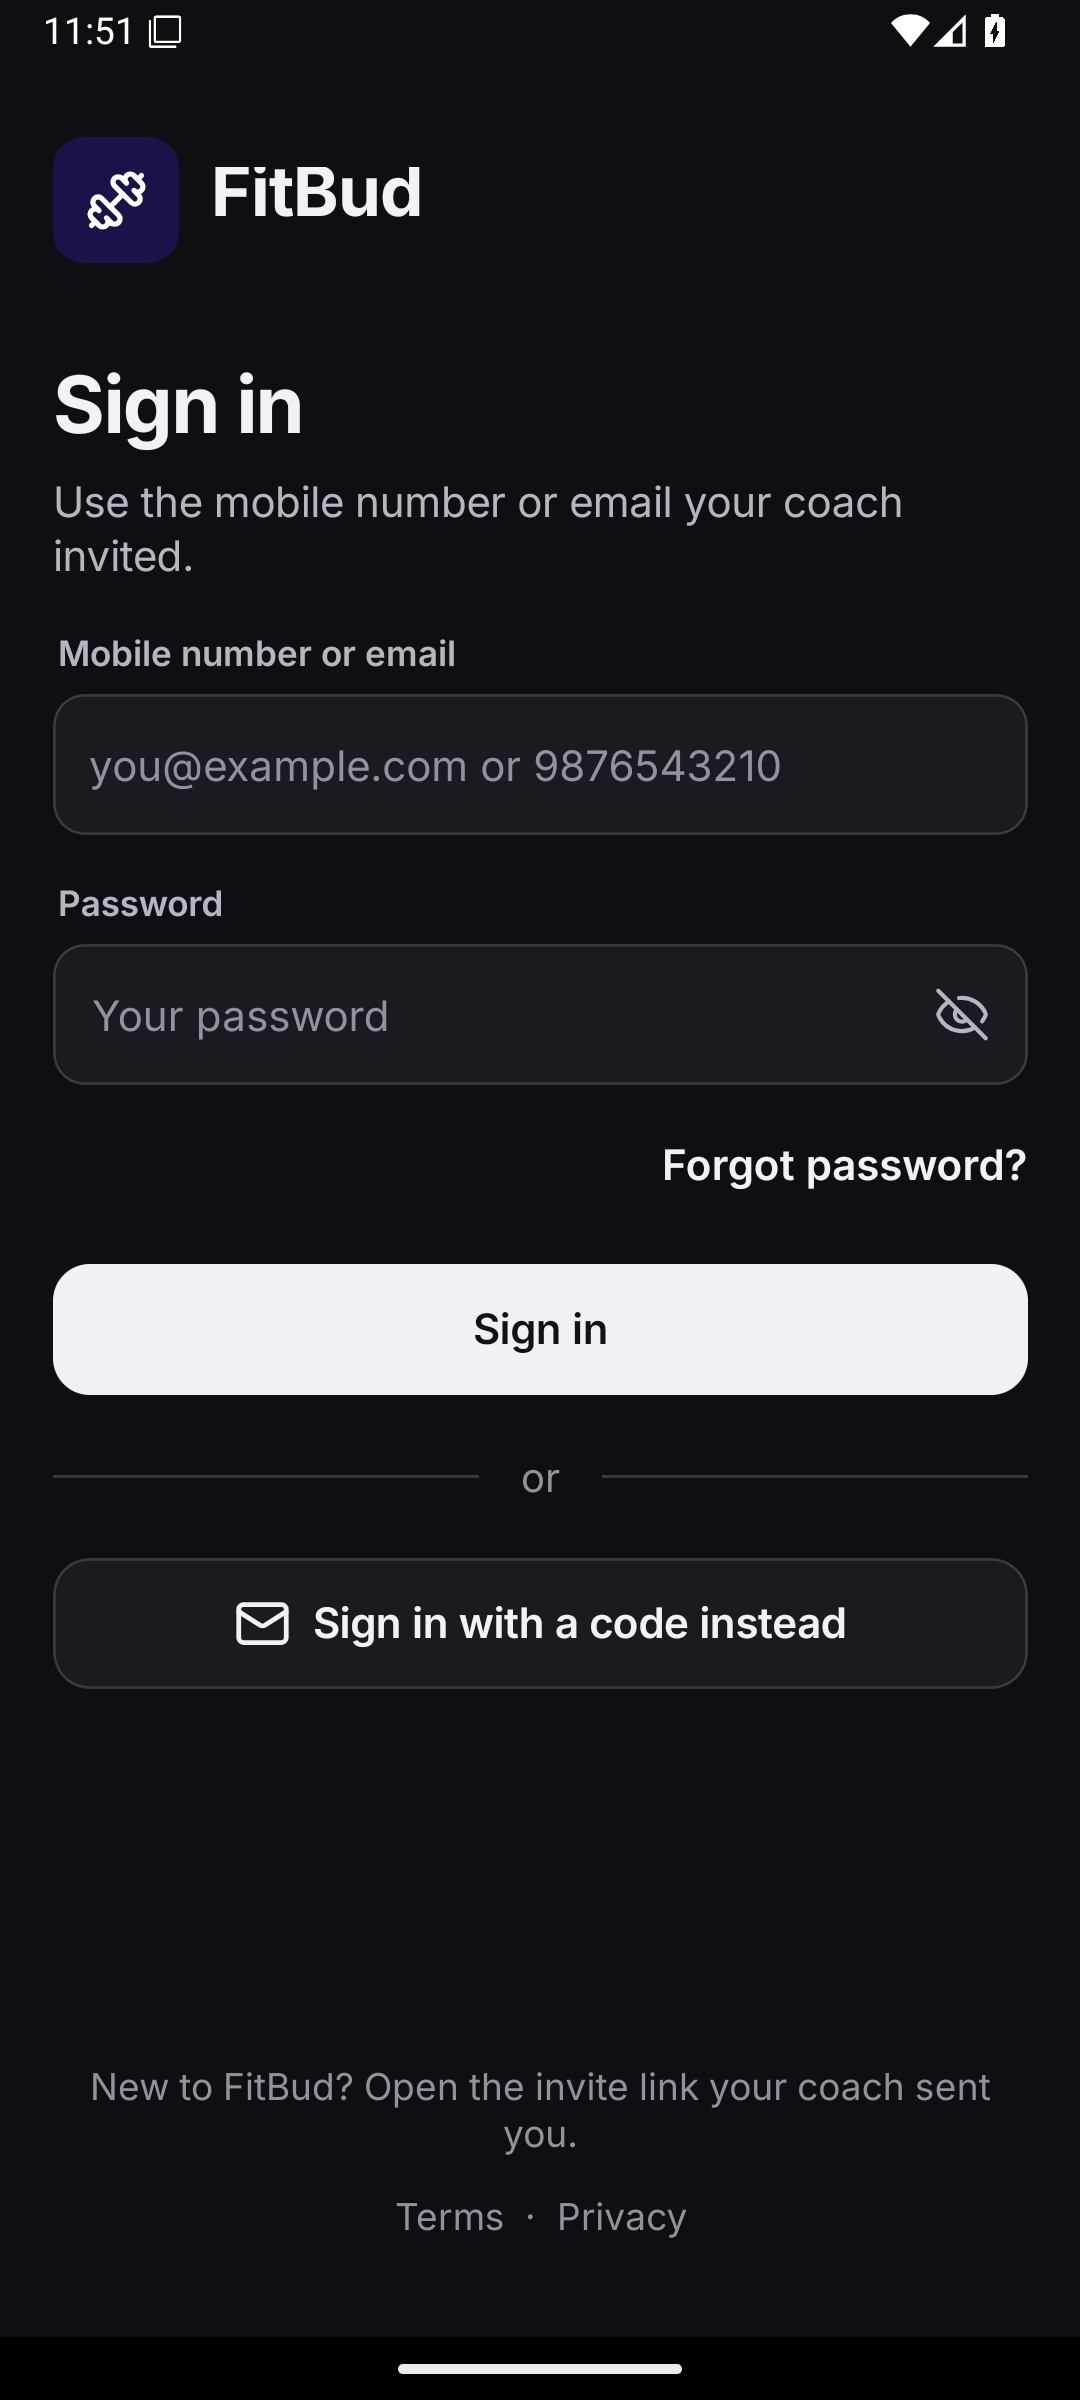 11:51
FitBud
Sign in
Use the mobile number or email your coach
invited.
Mobile number or email
you@example.com or 9876543210
Password
Your password
Forgot password?
Sign in
or
Sign in with a code instead
New to FitBud? Open the invite link your coach sent
you.
Terms · Privacy